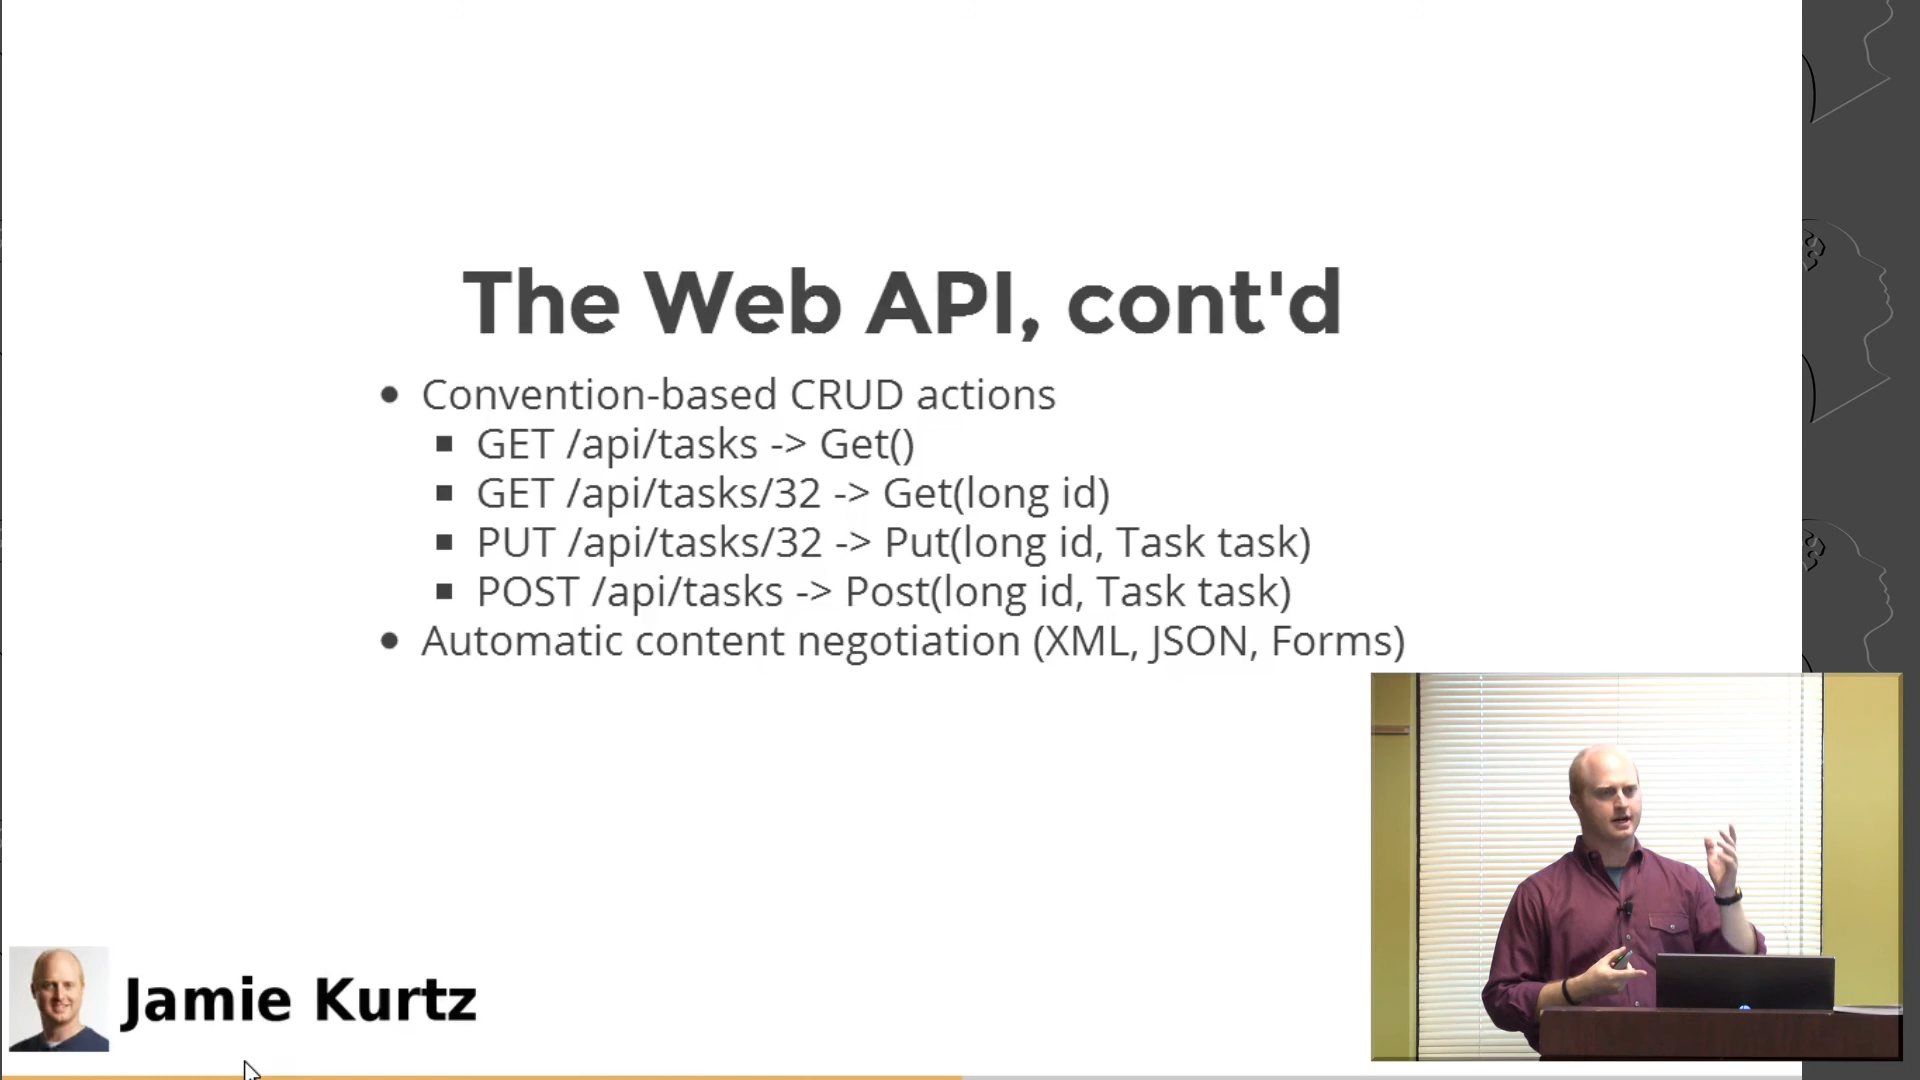 The Web API, cont'd
• Convention-based CRUD actions
▪ GET /api/tasks -> Get()
▪ GET /api/tasks/32 -> Get(long id)
▪ PUT /api/tasks/32 -> Put(long id, Task task)
▪ POST /api/tasks -> Post(long id, Task task)
• Automatic content negotiation (XML, JSON, Forms)
Jamie Kurtz